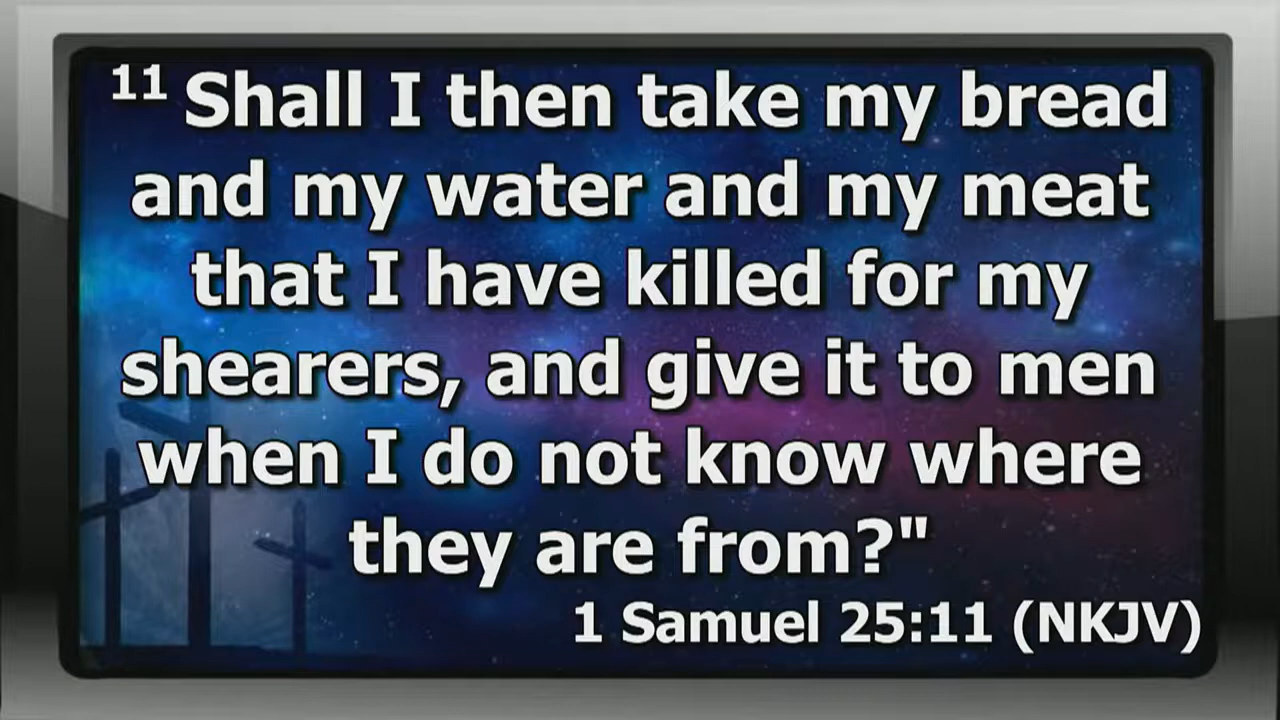 11 Shall I then take my bread
and my water and my meat
that I have killed for my
shearers, and give it to men
when I do not know where
they are from?"
1 Samuel 25:11 (NKJV)